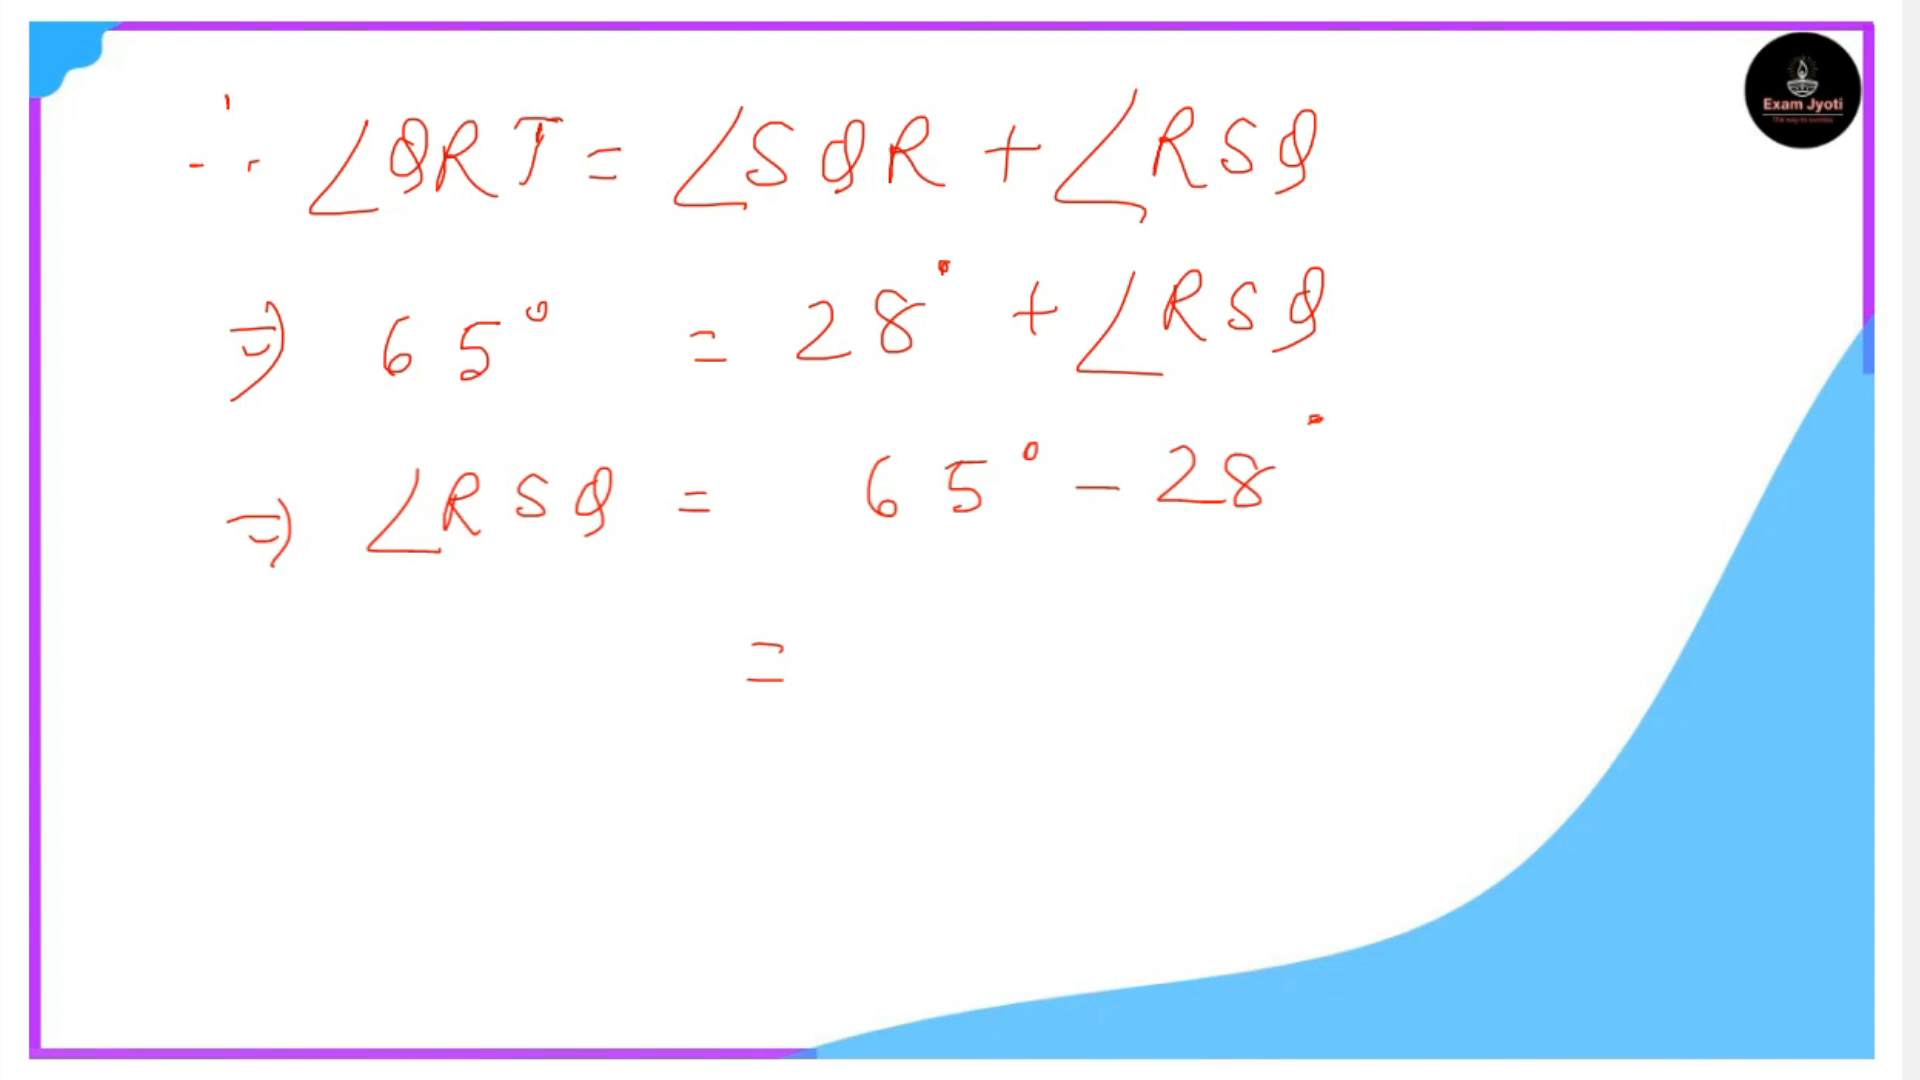 Exam Jyoti
∴ ∠QRT = ∠SQR + ∠RSQ
⇒ 65° = 28° + ∠RSQ
⇒ ∠RSQ = 65° - 28°
=